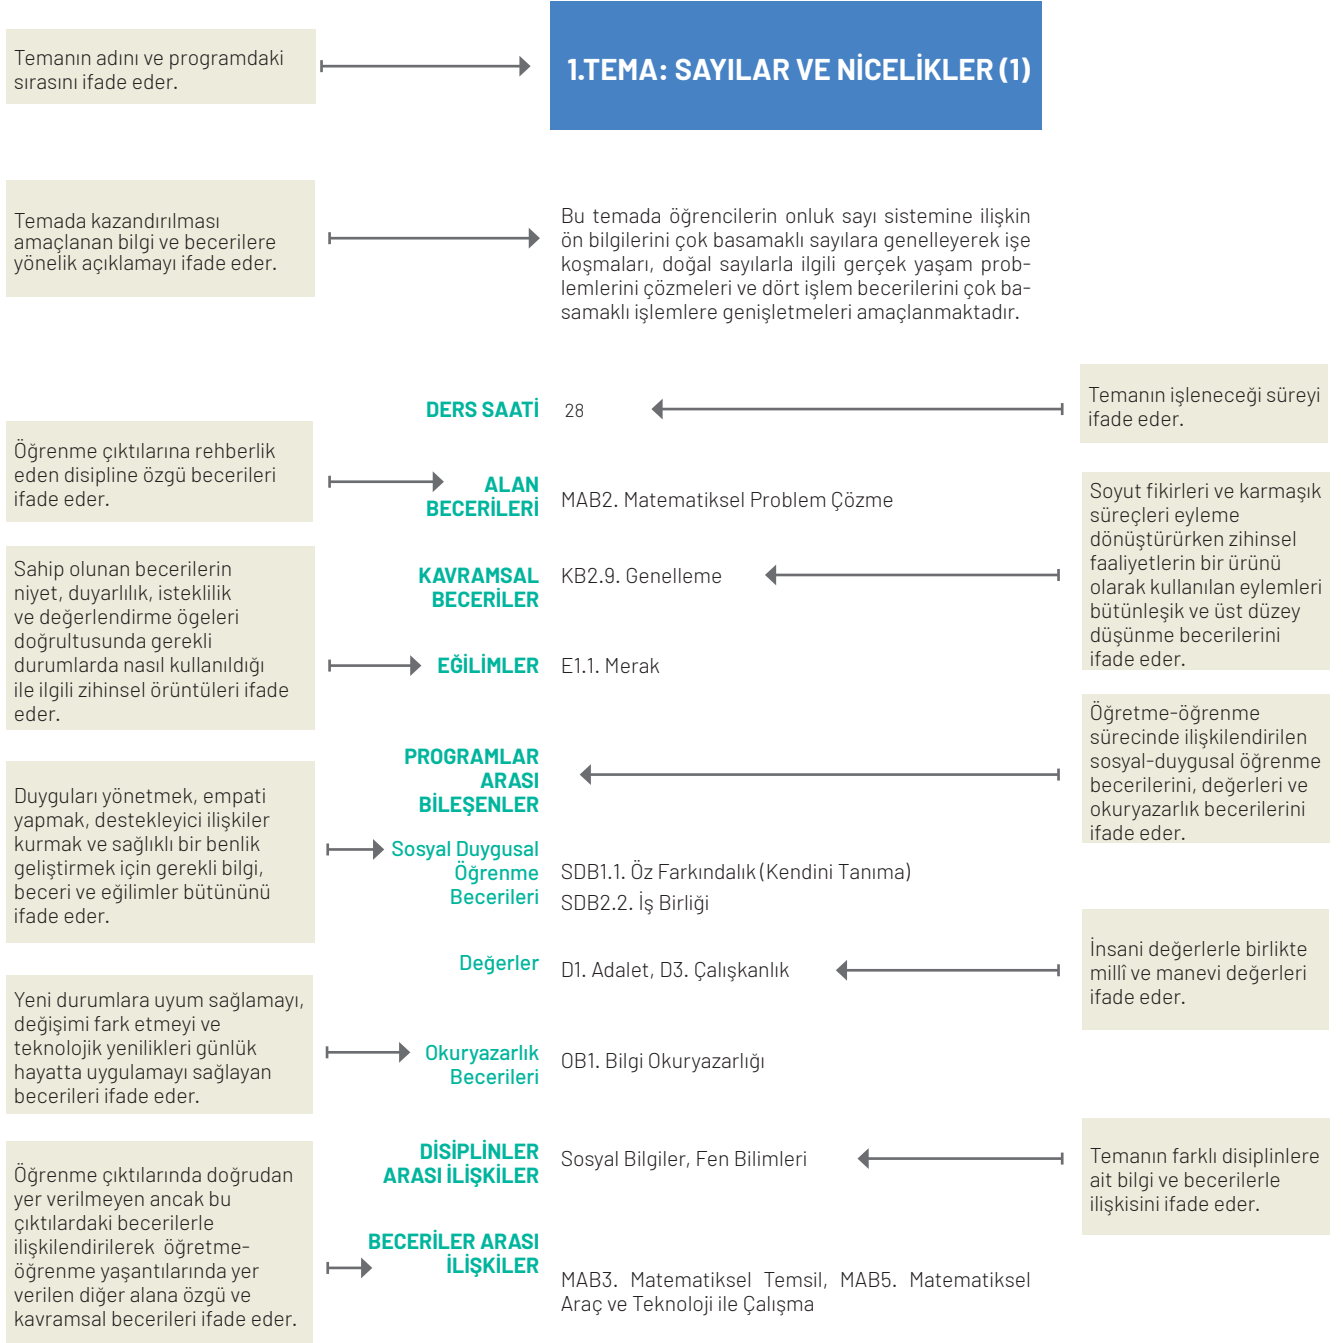 Temanın adını ve programdaki
sırasını ifade eder.
1.TEMA: SAYILAR VE NİCELİKLER (1)
Temada kazandırılması
amaçlanan bilgi ve becerilere
yönelik açıklamayı ifade eder.
Bu temada öğrencilerin onluk sayı sistemine ilişkin
ön bilgilerini çok basamaklı sayılara genelleyerek işe
koşmaları, doğal sayılarla ilgili gerçek yaşam prob-
lemlerini çözmeleri ve dört işlem becerilerini çok ba-
samaklı işlemlere genişletmeleri amaçlanmaktadır.
DERS SAATİ
28
Temanın işleneceği süreyi
ifade eder.
Öğrenme çıktılarına rehberlik
eden disipline özgü becerileri
ifade eder.
ALAN
BECERİLERİ
MAB2. Matematiksel Problem Çözme
Soyut fikirleri ve karmaşık
süreçleri eyleme
dönüştürürken zihinsel
faaliyetlerin bir ürünü
olarak kullanılan eylemleri
bütünleşik ve üst düzey
düşünme becerilerini
ifade eder.
KAVRAMSAL
BECERİLER
KB2.9. Genelleme
Sahip olunan becerilerin
niyet, duyarlılık, isteklilik
ve değerlendirme ögeleri
doğrultusunda gerekli
durumlarda nasıl kullanıldığı
ile ilgili zihinsel örüntüleri ifade
eder.
EĞİLİMLER
E1.1. Merak
PROGRAMLAR
ARASI
BİLEŞENLER
Öğretme-öğrenme
sürecinde ilişkilendirilen
sosyal-duygusal öğrenme
becerilerini, değerleri ve
okuryazarlık becerilerini
ifade eder.
Duyguları yönetmek, empati
yapmak, destekleyici ilişkiler
kurmak ve sağlıklı bir benlik
geliştirmek için gerekli bilgi,
beceri ve eğilimler bütününü
ifade eder.
Sosyal Duygusal
Öğrenme
Becerileri
SDB1.1. Öz Farkındalık (Kendini Tanıma)
SDB2.2. İş Birliği
Değerler
D1. Adalet, D3. Çalışkanlık
İnsani değerlerle birlikte
millî ve manevi değerleri
ifade eder.
Yeni durumlara uyum sağlamayı,
değişimi fark etmeyi ve
teknolojik yenilikleri günlük
hayatta uygulamayı sağlayan
becerileri ifade eder.
Okuryazarlık
Becerileri
OB1. Bilgi Okuryazarlığı
DİSİPLİNLER
ARASI İLİŞKİLER
Sosyal Bilgiler, Fen Bilimleri
Temanın farklı disiplinlere
ait bilgi ve becerilerle
ilişkisini ifade eder.
Öğrenme çıktılarında doğrudan
yer verilmeyen ancak bu
çıktılardaki becerilerle
ilişkilendirilerek öğretme-
öğrenme yaşantılarında yer
verilen diğer alana özgü ve
kavramsal becerileri ifade eder.
BECERİLER ARASI
İLİŞKİLER
MAB3. Matematiksel Temsil, MAB5. Matematiksel
Araç ve Teknoloji ile Çalışma